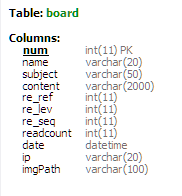 Table: board
Columns:
num int(11) PK
name varchar(20)
subject varchar(50)
content varchar(2000)
re_ref int(11)
re_lev int(11)
re_seq int(11)
readcount int(11)
date datetime
ip varchar(20)
imgPath varchar(100)